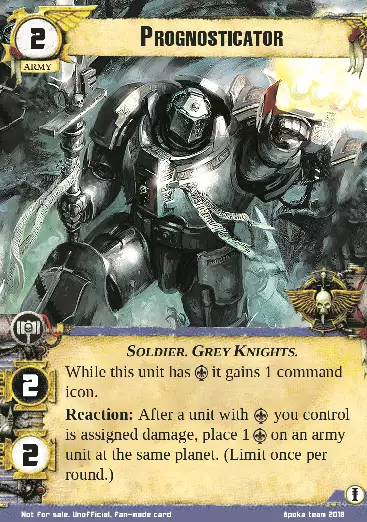 2
PROGNOSTICATOR
ARMY
SOLDIER. GREY KNIGHTS.
While this unit has it gains 1 command
icon.
2
Reaction: After a unit with you control
is assigned damage, place 1 on an army
2
unit at the same planet. (Limit once per
round.)
Not for sale. Unofficial. Fan-made card
Apoka team 2018